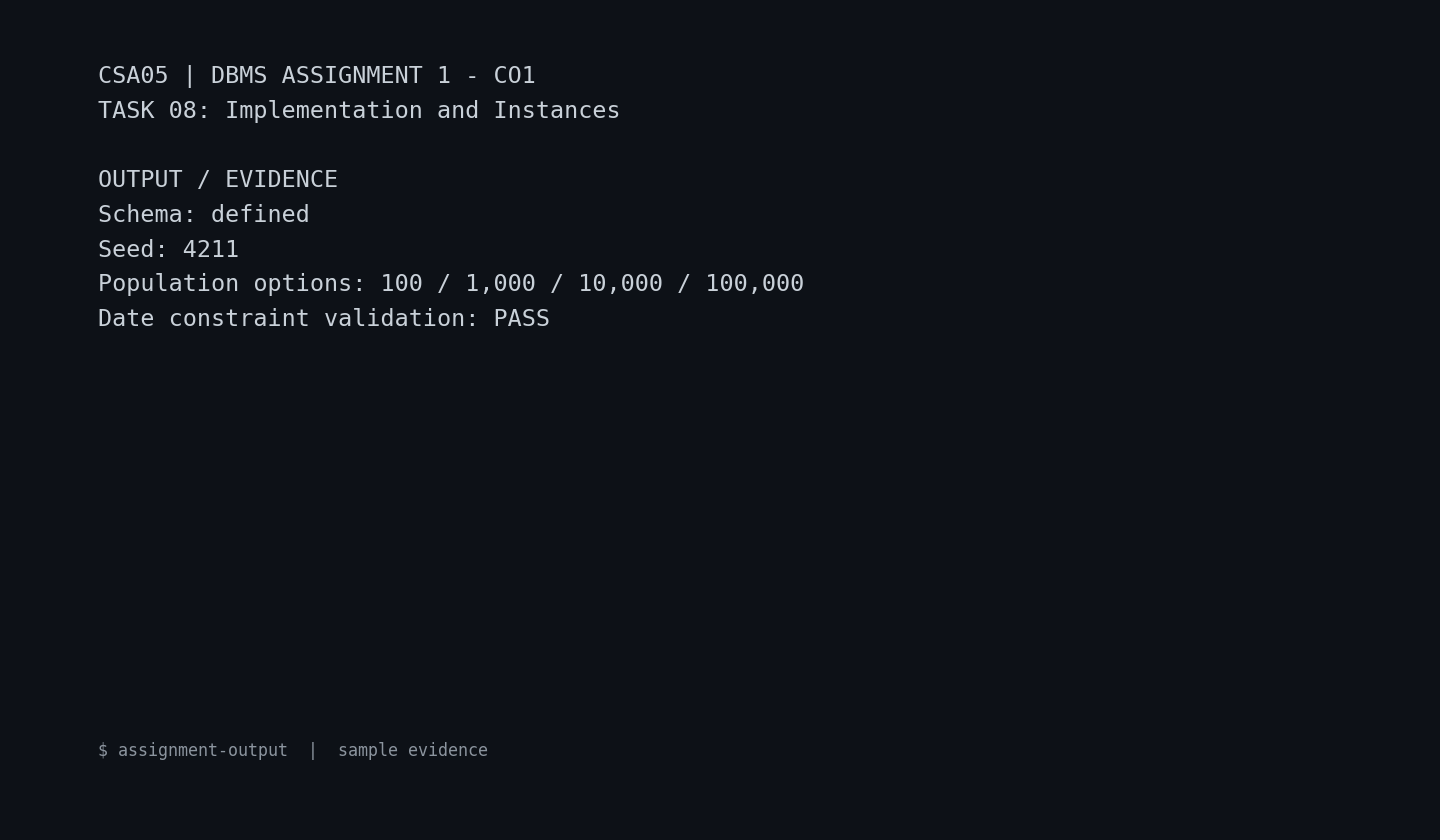 CSA05 | DBMS ASSIGNMENT 1 - CO1
TASK 08: Implementation and Instances
OUTPUT / EVIDENCE
Schema: defined
Seed: 4211
Population options: 100 / 1,000 / 10,000 / 100,000
Date constraint validation: PASS
$ assignment-output | sample evidence